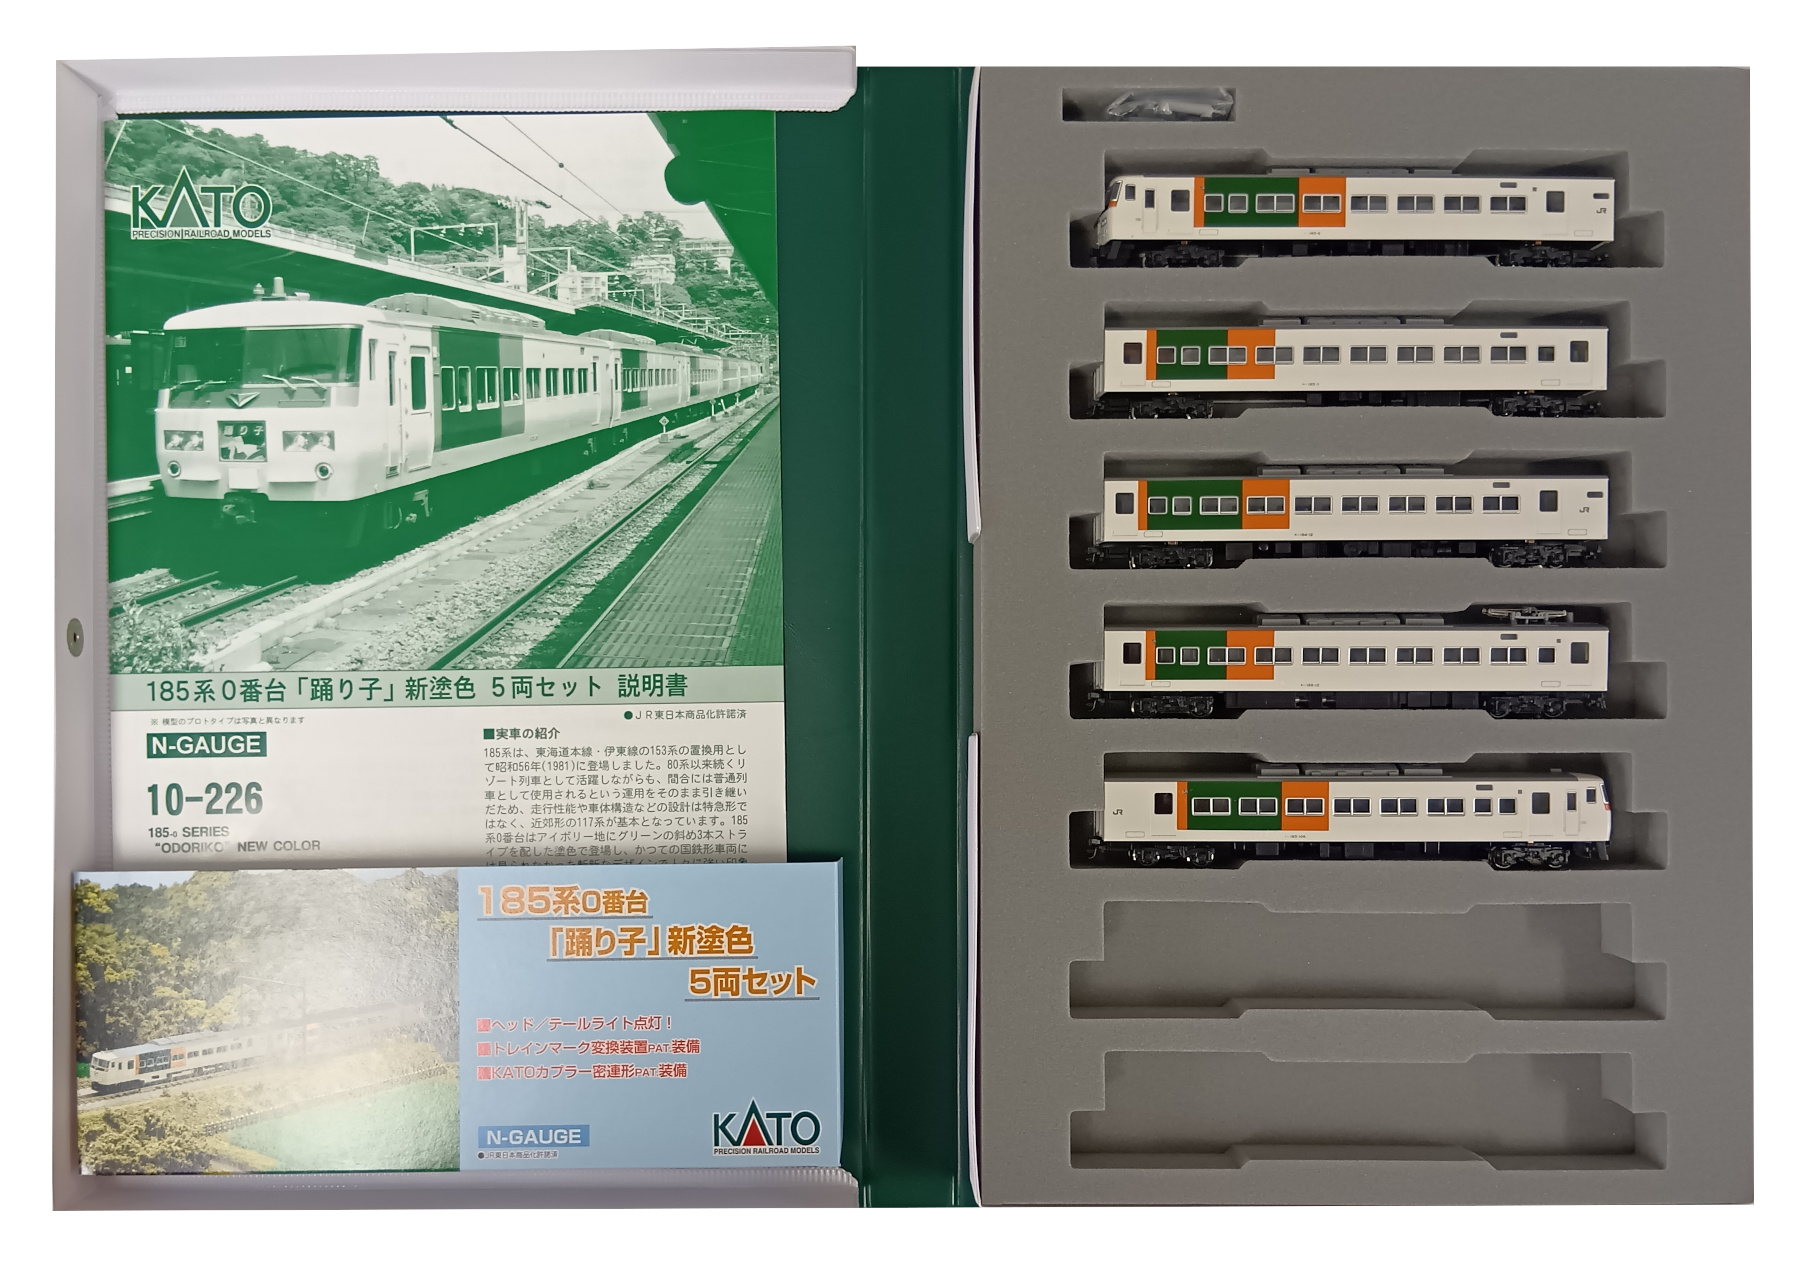 KATO
PRECISION RAILROAD MODELS
踊り子
185系0番台「踊り子」新塗色 5両セット 説明書
※ 模型のプロトタイプは写真と異なります
●JR東日本商品化許諾済
N-GAUGE
10-226
185-0 SERIES
"ODORIKO" NEW COLOR
■実車の紹介
185系は、東海道本線・伊東線の153系の置換用とし
て昭和56年(1981)に登場しました。80系以来続くリ
ゾート列車として活躍しながらも、間合には普通列
車として使用されるという運用をそのまま引き継い
だため、走行性能や車体構造などの設計は特急形で
はなく、近郊形の117系が基本となっています。185
系0番台はアイボリー地にグリーンの斜め3本ストラ
イプを配した塗色で登場し、かつての国鉄形車両に
185系0番台
「踊り子」新塗色
5両セット
■ヘッド／テールライト点灯！
■トレインマーク変換装置PAT.装備
■KATOカプラー密連形PAT.装備
N-GAUGE
●JR東日本商品化許諾済
KATO
PRECISION RAILROAD MODELS
JR
JR
JR